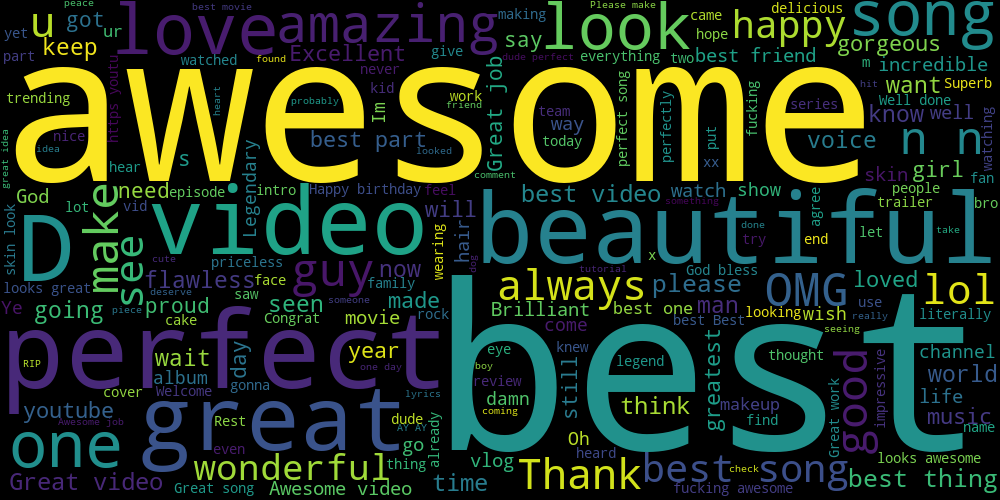 best movie
peace
got
u
ur
yet
part
keep
love
amazing
making
Please make
came
look
happy
delicious
song
say
hope
watched
Excellent
give
dude perfect
everything
two
best friend
gorgeous
m
incredible
found
never
https youtu
awesome
trending
heart
probably
kid
Im
work
friend
Great job
team
way
today
perfect song
perfectly
put
xx
fucking
series
hit
want
Superb
Well done
know
well
watching
nice
idea
great idea
hear
s
best part
looked
comment
voice
n n
skin
girl
fan
God
need
episode
Legendary
intro
Happy birthday
feel
best video
watch
something
show
agree
people
trailer
bro
lot
vid
make
video
will
hair
wearing
dog
beautiful
done
try
end
let
take
D
skin look
see
cute
priceless
looks great
flawless
deserve
face
guy
now
family
x
God bless
tutorial
always
please
OMG
loved
lol
Ye
going
piece
proud
saw
seen
someone
made
rock
Brilliant
best one
man
looking
wish
use
really
literally
cake
Congrat
movie
come
best Best
seeing
perfect
best
RIP
wait
day
year
one day
eye
boy
knew
legend
greatest
thought
channel
album
gonna
Welcome
review
still
good
impressive
world
cover
lyrics
damn
coming
think
makeup
life
youtube
Awesome job
great
Rest
dude
AY AY
already
find
Great work
music
name
one
even
go
thing
Oh
heard
wonderful
vlog
Thank
best song
check
looks awesome
Great video
Great song
Awesome video
time
fucking awesome
best thing